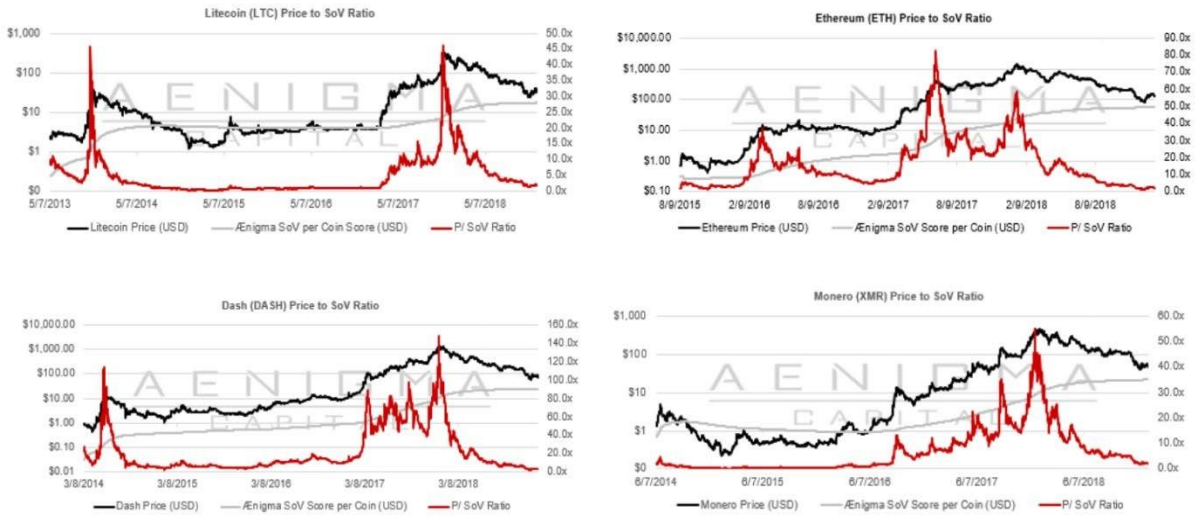 Litecoin (LTC) Price to SoV Ratio
$1,000
$100
$10
$1
$0
50.0x
45.0x
40.0x
35.0x
30.0x
25.0x
20.0x
15.0x
10.0x
5.0x
0.0x
AENIGMA
CAPITAL
5/7/2013 5/7/2014 5/7/2015 5/7/2016 5/7/2017 5/7/2018
Litecoin Price (USD) Ænigma SoV per Coin Score (USD) P/ SoV Ratio
Ethereum (ETH) Price to SoV Ratio
$10,000.00
$1,000.00
$100.00
$10.00
$1.00
$0.10
90.0x
80.0x
70.0x
60.0x
50.0x
40.0x
30.0x
20.0x
10.0x
0.0x
AENIGMA
CAPITAL
8/9/2015 2/9/2016 8/9/2016 2/9/2017 8/9/2017 2/9/2018 8/9/2018
Ethereum Price (USD) Ænigma SoV Score per Coin (USD) P/ SoV Ratio
Dash (DASH) Price to SoV Ratio
$10,000.00
$1,000.00
$100.00
$10.00
$1.00
$0.10
$0.01
160.0x
140.0x
120.0x
100.0x
80.0x
60.0x
40.0x
20.0x
0.0x
AENIGMA
CAPITAL
3/8/2014 3/8/2015 3/8/2016 3/8/2017 3/8/2018
Dash Price (USD) Ænigma SoV Score per Coin (USD) P/ SoV Ratio
Monero (XMR) Price to SoV Ratio
$1,000
$100
$10
$1
$0
60.0x
50.0x
40.0x
30.0x
20.0x
10.0x
0.0x
AENIGMA
CAPITAL
6/7/2014 6/7/2015 6/7/2016 6/7/2017 6/7/2018
Monero Price (USD) Ænigma SoV Score per Coin (USD) P/ SoV Ratio